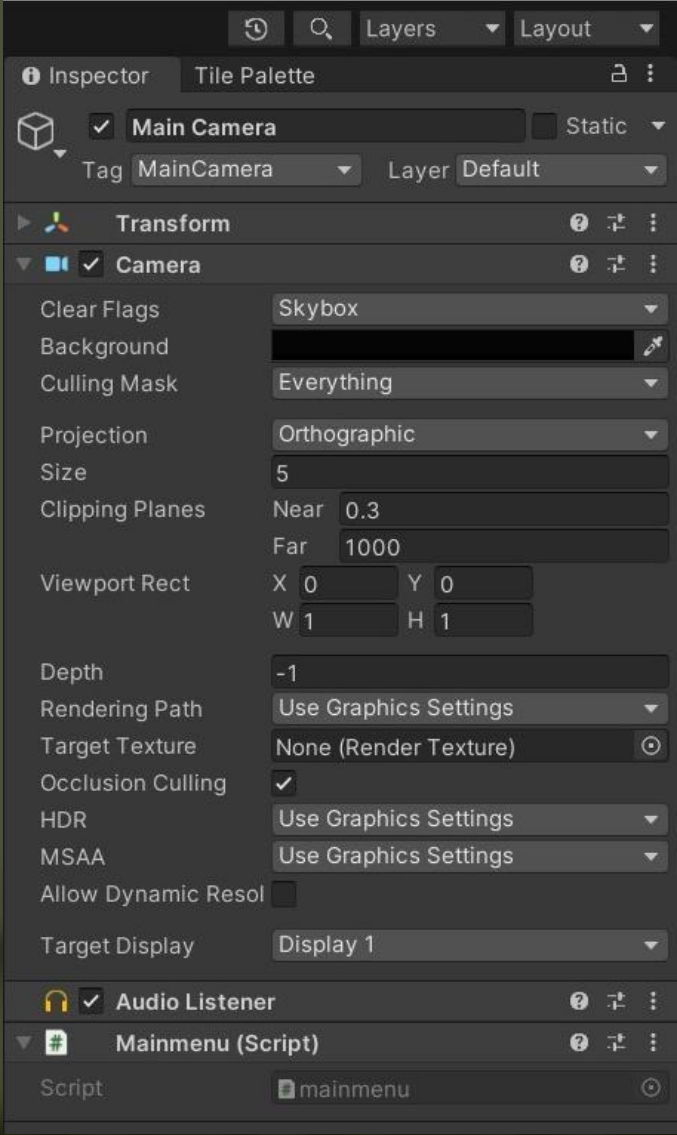 Layers Layout
Inspector Tile Palette
Main Camera Static
Tag MainCamera Layer Default
Transform
Camera
Clear Flags Skybox
Background
Culling Mask Everything
Projection Orthographic
Size 5
Clipping Planes Near 0.3
Far 1000
Viewport Rect X 0 Y 0
W 1 H 1
Depth -1
Rendering Path Use Graphics Settings
Target Texture None (Render Texture)
Occlusion Culling
HDR Use Graphics Settings
MSAA Use Graphics Settings
Allow Dynamic Resol
Target Display Display 1
Audio Listener
# Mainmenu (Script)
Script # mainmenu